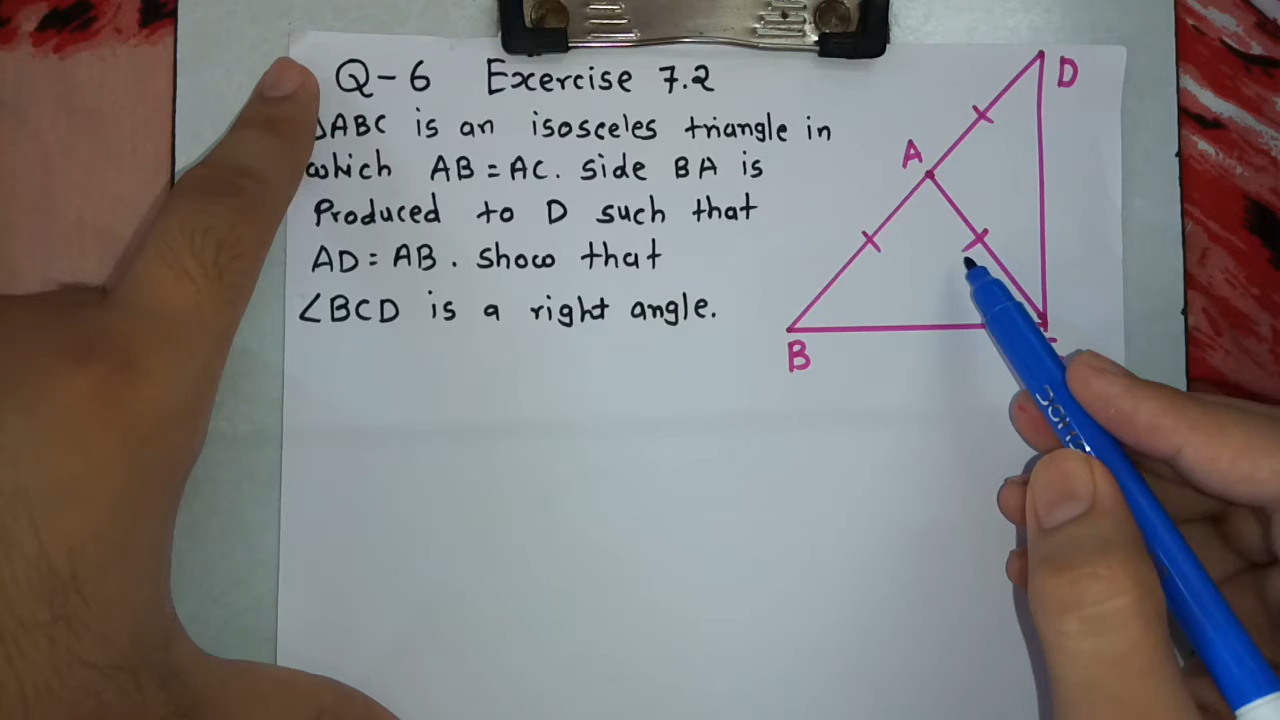 Q-6 Exercise 7.2
ABC is an isosceles triangle in
which AB = AC. side BA is
Produced to D such that
AD = AB. show that
∠BCD is a right angle.
D
A
B